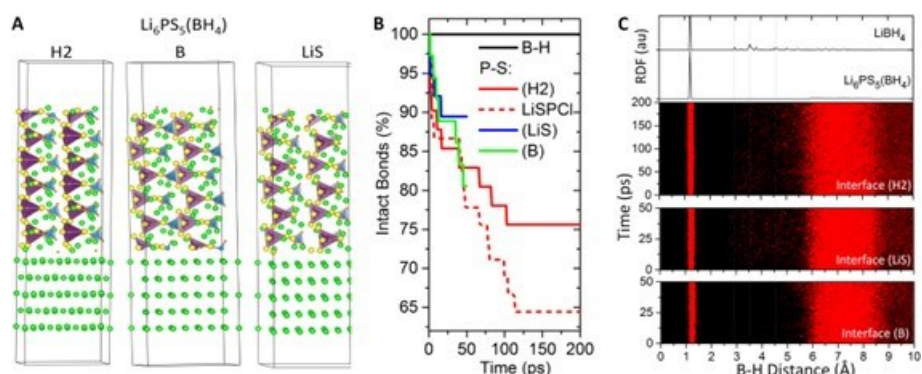 A
Li₆PS₅(BH₄)
H2
B
LiS
B
100
95
90
85
80
75
70
65
Intact Bonds (%)
B-H
P-S:
(H2)
LiSPCl
(LiS)
(B)
0
50
100
150
200
Time (ps)
C
RDF (au)
LiBH₄
Li₆PS₅(BH₄)
200
150
100
50
0
Interface (H2)
50
25
0
Interface (LiS)
50
25
0
Interface (B)
Time (ps)
0
1
2
3
4
5
6
7
8
9
10
B-H Distance (Å)